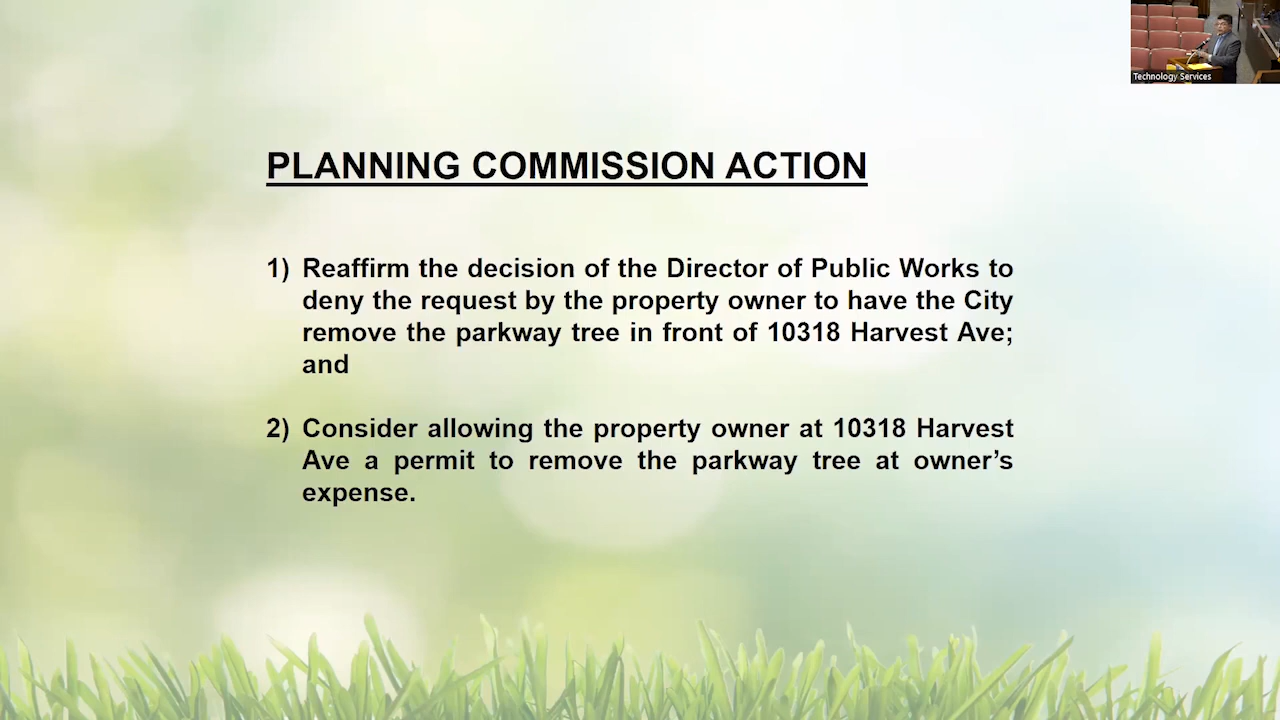 Technology Services
PLANNING COMMISSION ACTION
1) Reaffirm the decision of the Director of Public Works to
deny the request by the property owner to have the City
remove the parkway tree in front of 10318 Harvest Ave;
and
2) Consider allowing the property owner at 10318 Harvest
Ave a permit to remove the parkway tree at owner’s
expense.